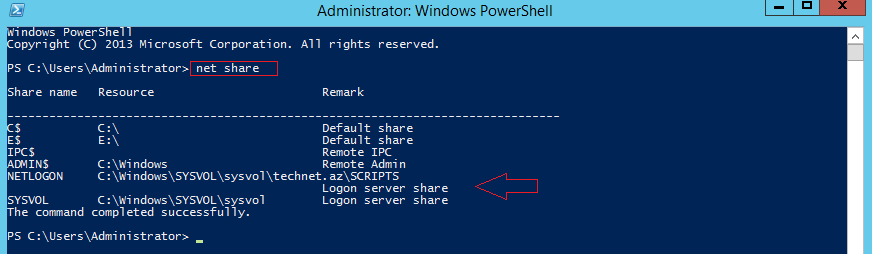 Administrator: Windows PowerShell
Windows PowerShell
Copyright (C) 2013 Microsoft Corporation. All rights reserved.
PS C:\Users\Administrator> net share
Share name   Resource                        Remark
-------------------------------------------------------------------------------
C$           C:\                             Default share
E$           E:\                             Default share
IPC$                                         Remote IPC
ADMIN$       C:\Windows                      Remote Admin
NETLOGON     C:\Windows\SYSVOL\sysvol\technet.az\SCRIPTS
                                             Logon server share
SYSVOL       C:\Windows\SYSVOL\sysvol        Logon server share
The command completed successfully.
PS C:\Users\Administrator> _